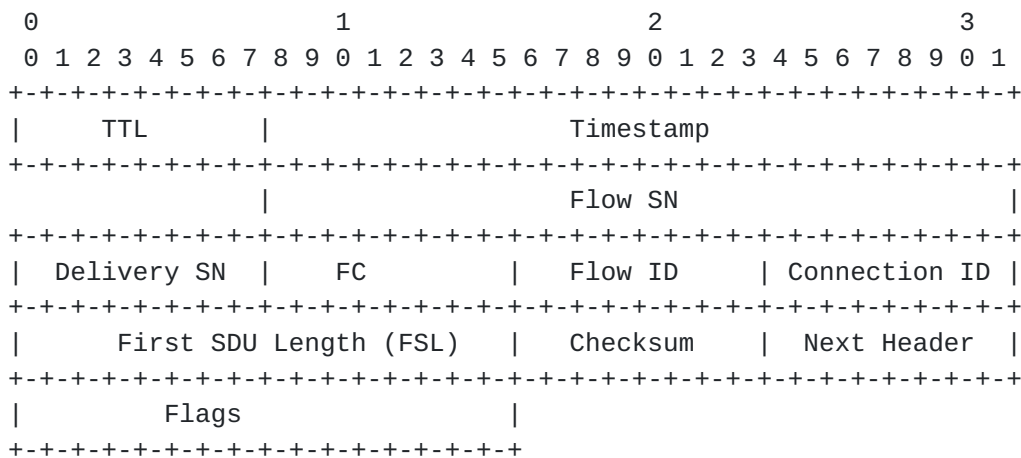 0                   1                   2                   3
 0 1 2 3 4 5 6 7 8 9 0 1 2 3 4 5 6 7 8 9 0 1 2 3 4 5 6 7 8 9 0 1
+-+-+-+-+-+-+-+-+-+-+-+-+-+-+-+-+-+-+-+-+-+-+-+-+-+-+-+-+-+-+-+-+
|     TTL       |                   Timestamp
+-+-+-+-+-+-+-+-+-+-+-+-+-+-+-+-+-+-+-+-+-+-+-+-+-+-+-+-+-+-+-+-+
                |                   Flow SN                     |
+-+-+-+-+-+-+-+-+-+-+-+-+-+-+-+-+-+-+-+-+-+-+-+-+-+-+-+-+-+-+-+-+
|  Delivery SN  |    FC         |   Flow ID     | Connection ID |
+-+-+-+-+-+-+-+-+-+-+-+-+-+-+-+-+-+-+-+-+-+-+-+-+-+-+-+-+-+-+-+-+
|      First SDU Length (FSL)   |   Checksum    |  Next Header  |
+-+-+-+-+-+-+-+-+-+-+-+-+-+-+-+-+-+-+-+-+-+-+-+-+-+-+-+-+-+-+-+-+
|         Flags                 |
+-+-+-+-+-+-+-+-+-+-+-+-+-+-+-+-+